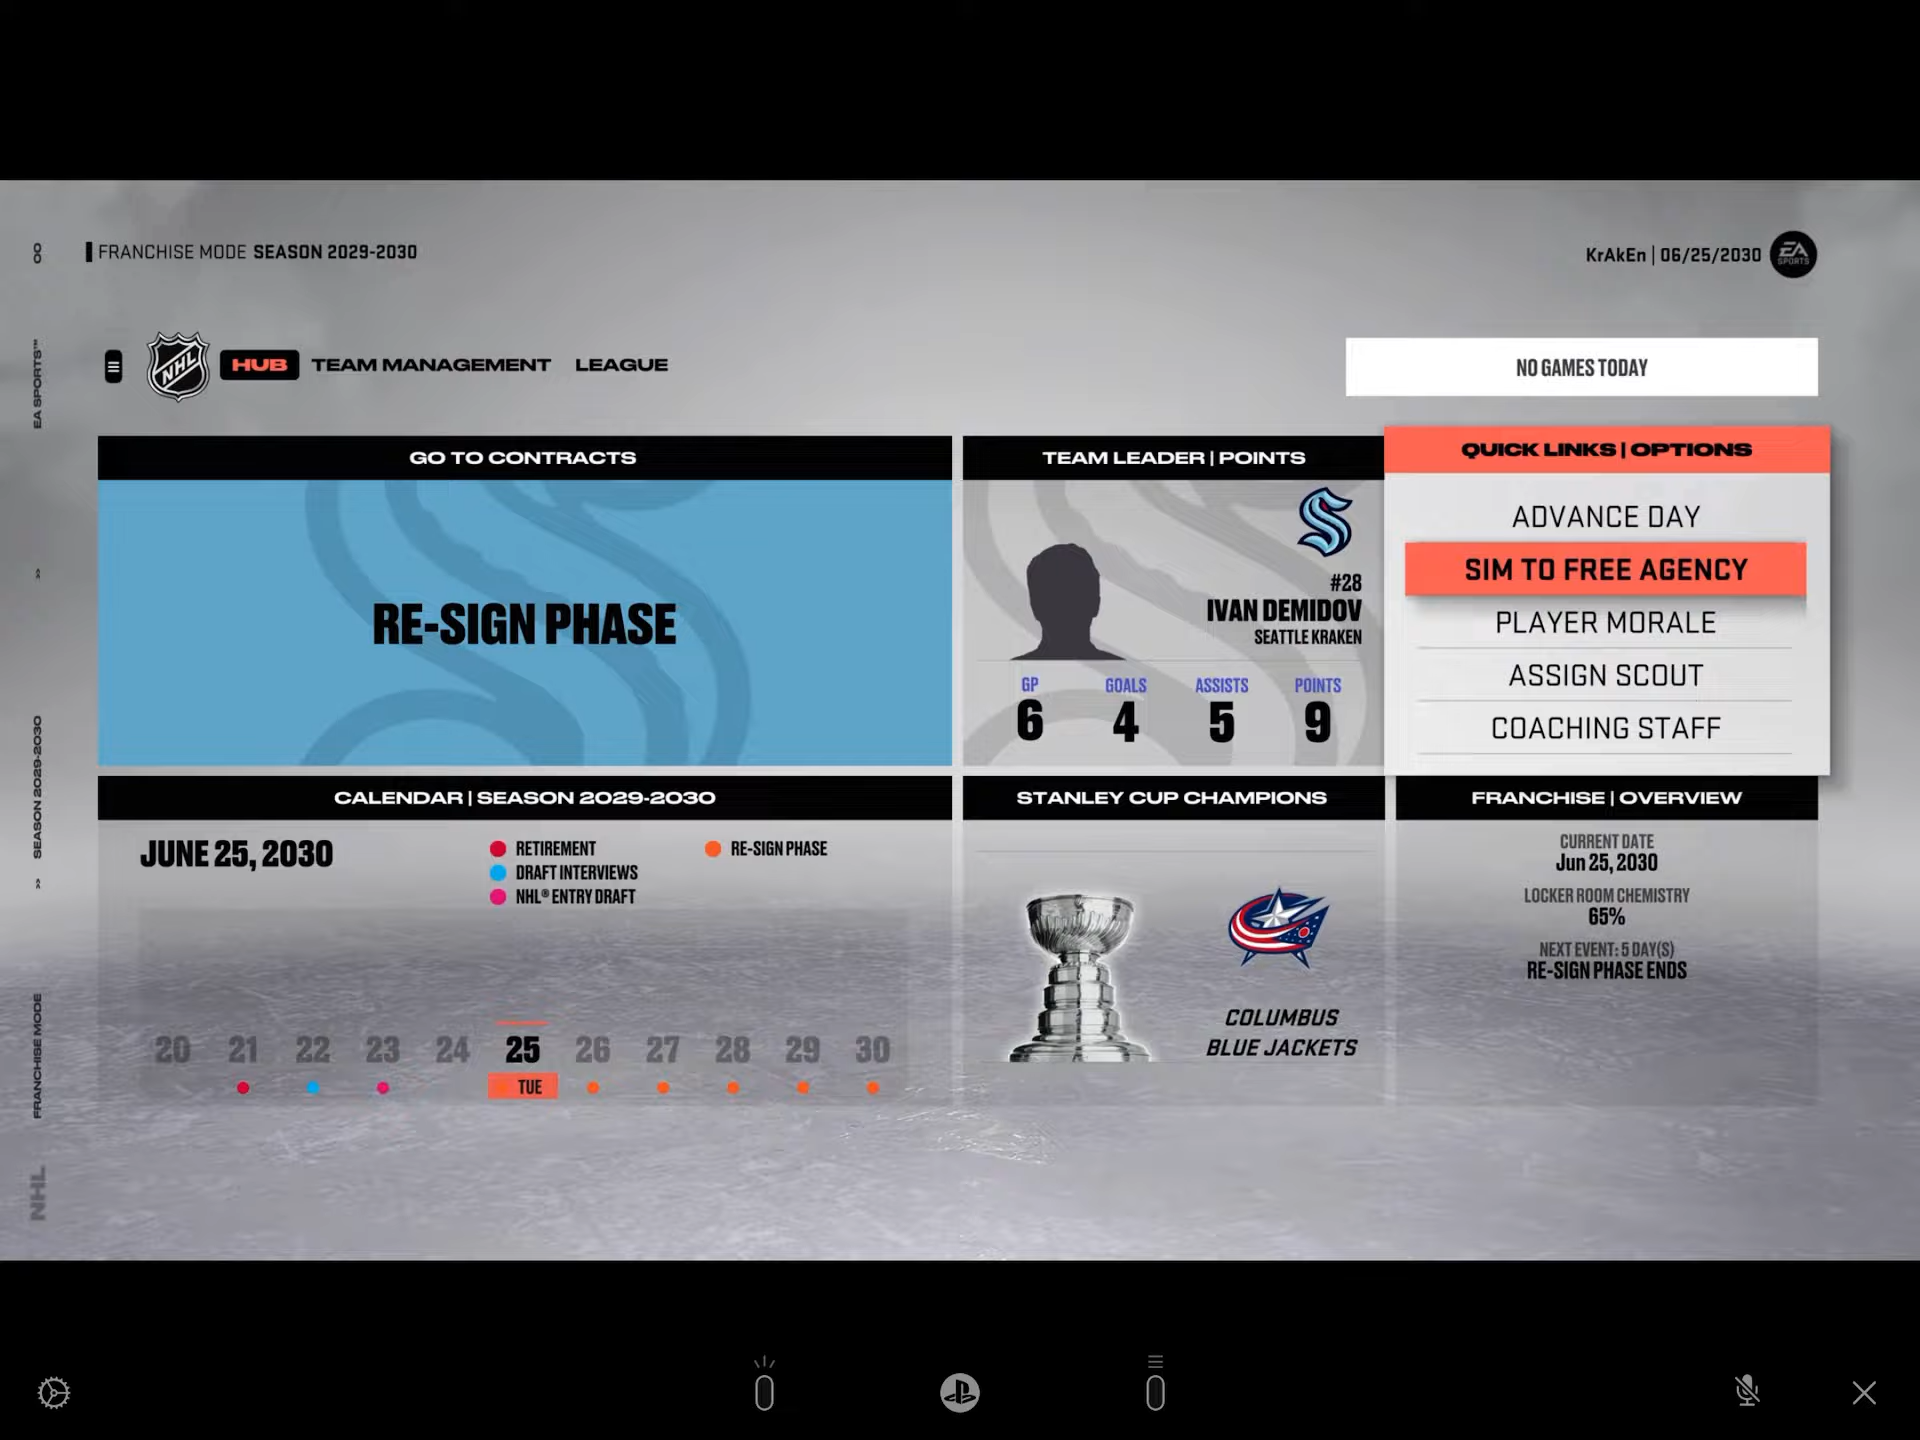 FRANCHISE MODE SEASON 2029-2030
KrAkEn | 06/25/2030
EA SPORTS
NHL
HUB
TEAM MANAGEMENT
LEAGUE
NO GAMES TODAY
GO TO CONTRACTS
RE-SIGN PHASE
TEAM LEADER | POINTS
#28
IVAN DEMIDOV
SEATTLE KRAKEN
GP GOALS ASSISTS POINTS
6 4 5 9
QUICK LINKS | OPTIONS
ADVANCE DAY
SIM TO FREE AGENCY
PLAYER MORALE
ASSIGN SCOUT
COACHING STAFF
CALENDAR | SEASON 2029-2030
JUNE 25, 2030
RETIREMENT
DRAFT INTERVIEWS
NHL® ENTRY DRAFT
RE-SIGN PHASE
20 21 22 23 24 25 26 27 28 29 30
TUE
STANLEY CUP CHAMPIONS
COLUMBUS
BLUE JACKETS
FRANCHISE | OVERVIEW
CURRENT DATE
Jun 25, 2030
LOCKER ROOM CHEMISTRY
65%
NEXT EVENT: 5 DAY(S)
RE-SIGN PHASE ENDS
NHL FRANCHISE MODE >> SEASON 2029-2030 >> EA SPORTS™